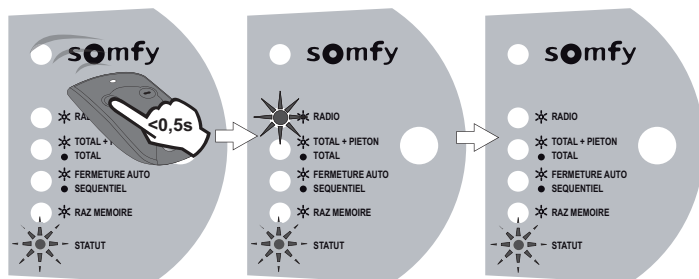 somfy
<0,5s
TOTAL +
TOTAL
FERMETURE AUTO
SEQUENTIEL
RAZ MEMOIRE
STATUT
somfy
RADIO
TOTAL + PIETON
TOTAL
FERMETURE AUTO
SEQUENTIEL
RAZ MEMOIRE
STATUT
somfy
RADIO
TOTAL + PIETON
TOTAL
FERMETURE AUTO
SEQUENTIEL
RAZ MEMOIRE
STATUT